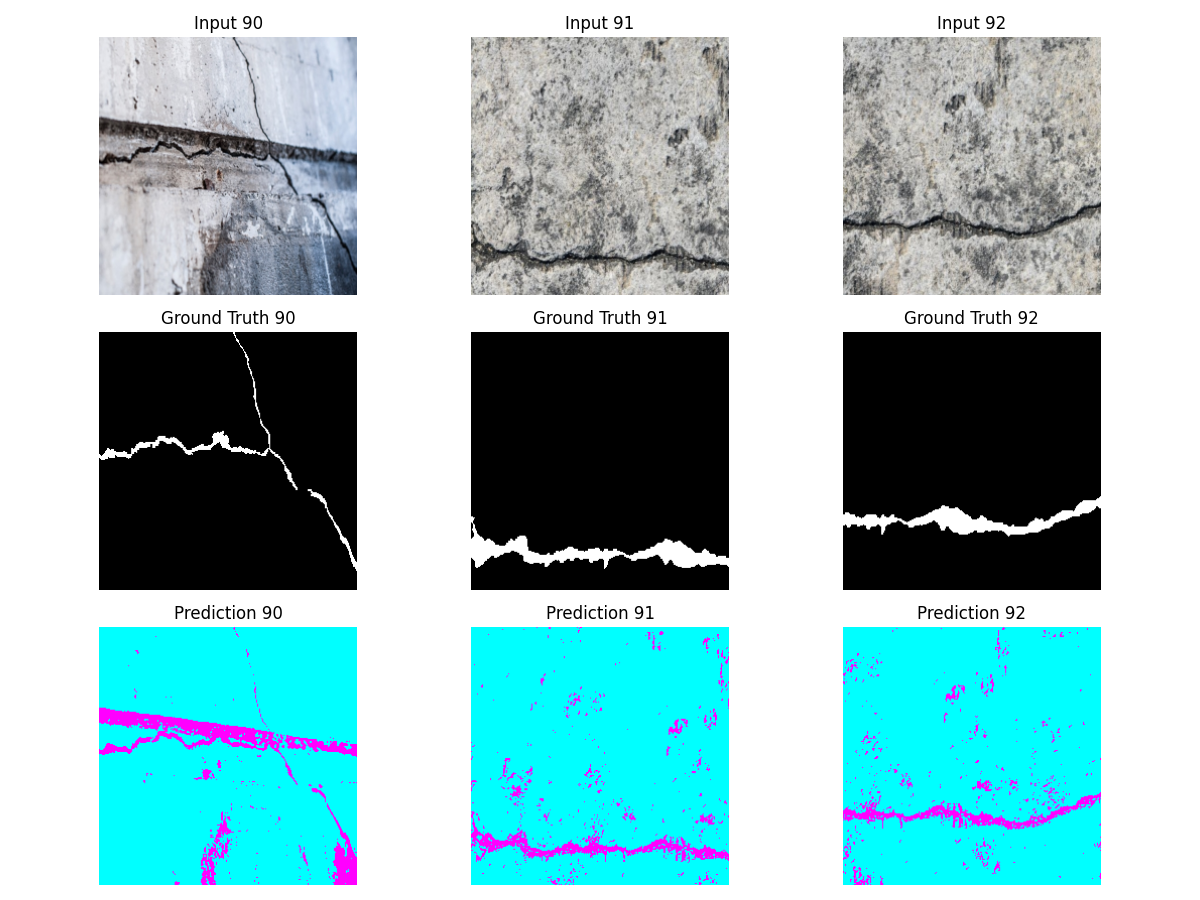 Input 90
Input 91
Input 92
Ground Truth 90
Ground Truth 91
Ground Truth 92
Prediction 90
Prediction 91
Prediction 92